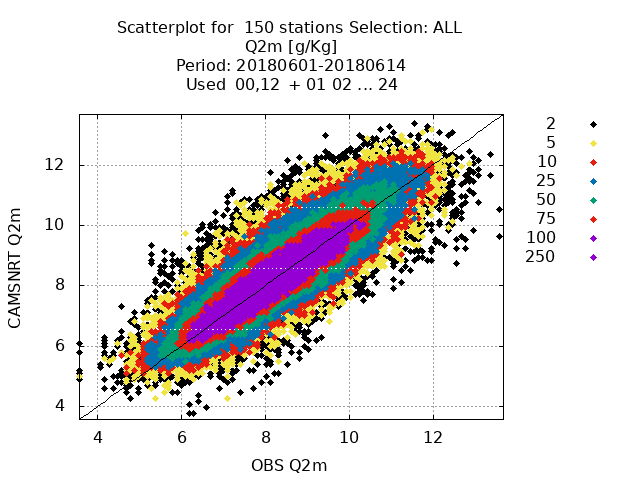 Scatterplot for 150 stations Selection: ALL
Q2m [g/Kg]
Period: 20180601-20180614
Used 00,12 + 01 02 ... 24
CAMSNRT Q2m
12
10
8
6
4
4 6 8 10 12
OBS Q2m
2
5
10
25
50
75
100
250